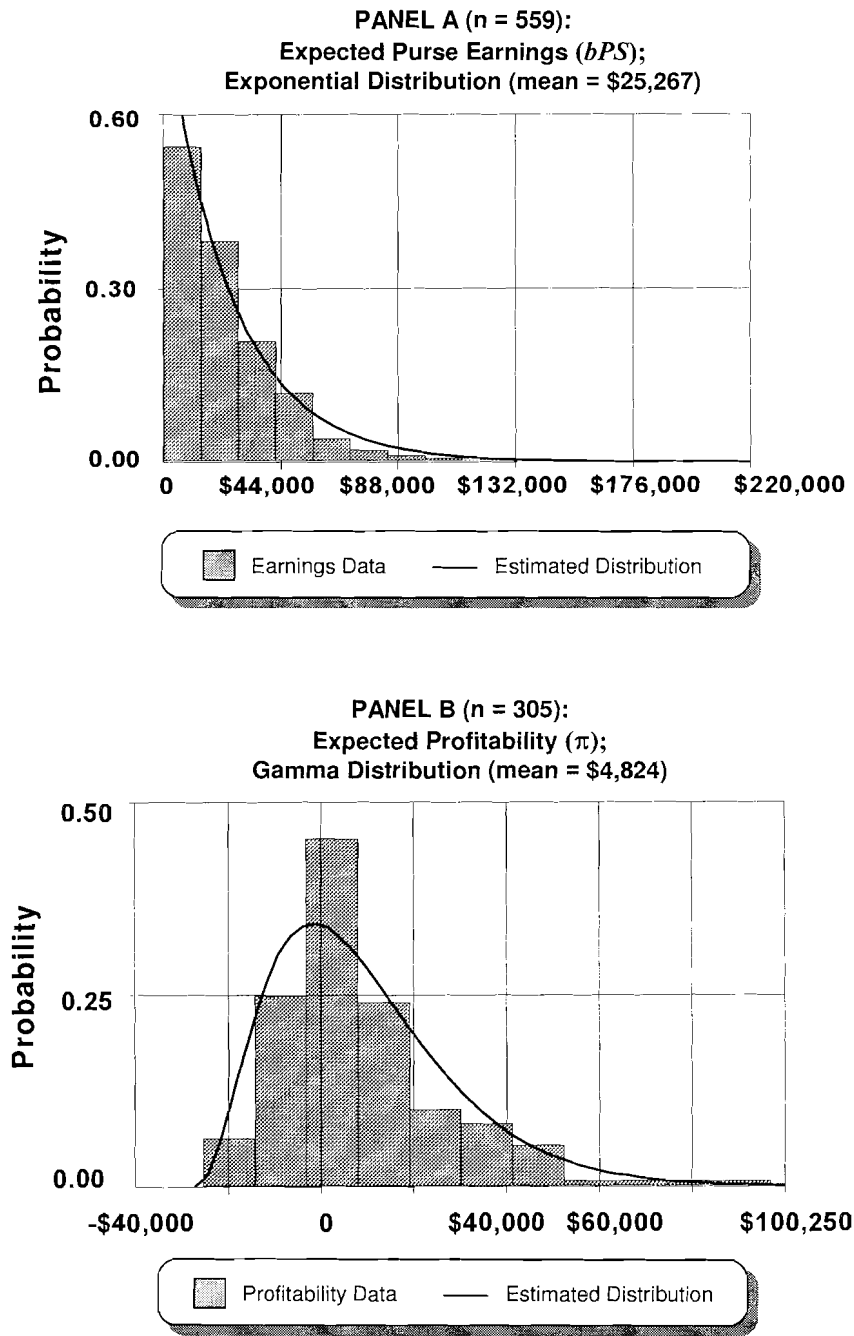 PANEL A (n = 559):
Expected Purse Earnings (bPS);
Exponential Distribution (mean = $25,267)
0.60
0.30
0.00
Probability
0 $44,000 $88,000 $132,000 $176,000 $220,000
Earnings Data Estimated Distribution
PANEL B (n = 305):
Expected Profitability (π);
Gamma Distribution (mean = $4,824)
0.50
0.25
0.00
Probability
-$40,000 0 $40,000 $60,000 $100,250
Profitability Data Estimated Distribution